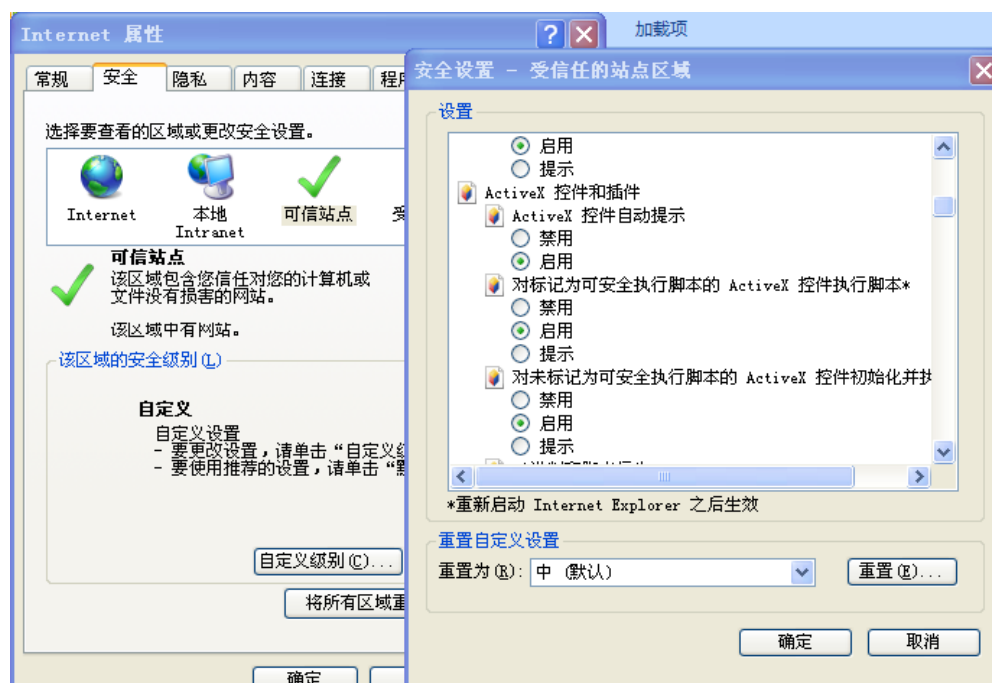 Internet 属性
加载项
常规 安全 隐私 内容 连接
选择要查看的区域或更改安全设置。
Internet 本地 Intranet 可信站点
可信站点
该区域包含您信任对您的计算机或
文件没有损害的网站。
该区域中有网站。
该区域的安全级别(L)
自定义
自定义设置
- 要更改设置，请单击“自定义
- 要使用推荐的设置，请单击“
自定义级别(C)...
将所有区域重
确定
安全设置 - 受信任的站点区域
设置
启用
提示
ActiveX 控件和插件
ActiveX 控件自动提示
禁用
启用
对标记为可安全执行脚本的 ActiveX 控件执行脚本*
禁用
启用
提示
对未标记为可安全执行脚本的 ActiveX 控件初始化并执
禁用
启用
提示
*重新启动 Internet Explorer 之后生效
重置自定义设置
重置为(R): 中 (默认) 重置(E)...
确定 取消